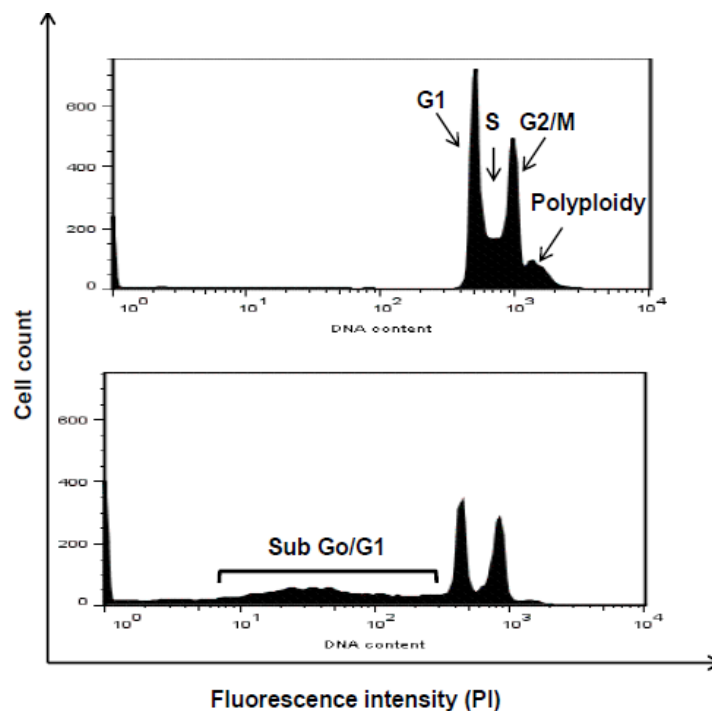 G1
S
G2/M
Polyploidy
600
400
200
0
10^0
10^1
10^2
10^3
10^4
DNA content
Cell count
Sub Go/G1
600
400
200
0
10^0
10^1
10^2
10^3
10^4
DNA content
Fluorescence intensity (PI)